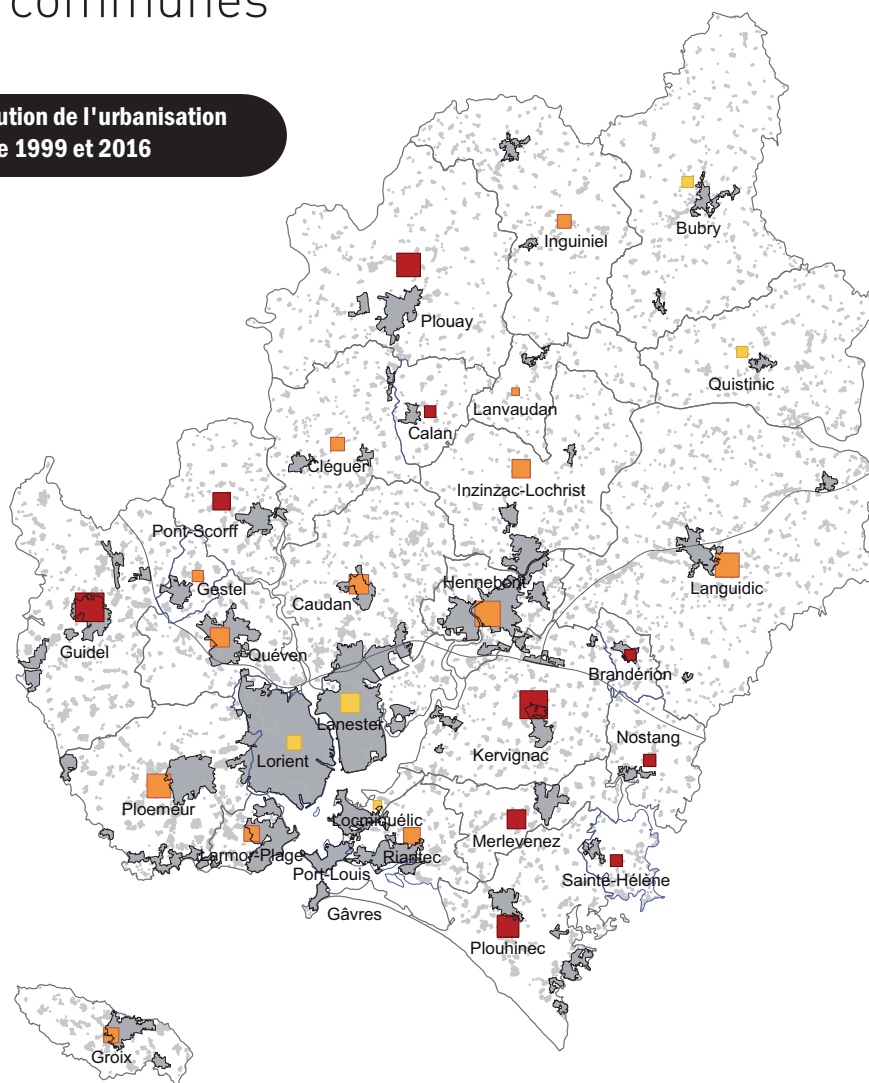 communes
ution de l'urbanisation
e 1999 et 2016
Inguiniel
Bubry
Plouay
Quistinic
Lanvaudan
Calan
Cléguer
Inzinzac-Lochrist
Pont-Scorff
Hennebont
Languidic
Gestel
Caudan
Guidel
Quéven
Brandérion
Lanester
Nostang
Kervignac
Lorient
Ploemeur
Locmiquélic
Merlevenez
Larmor-Plage
Riantec
Port-Louis
Sainte-Hélène
Gâvres
Plouhinec
Groix